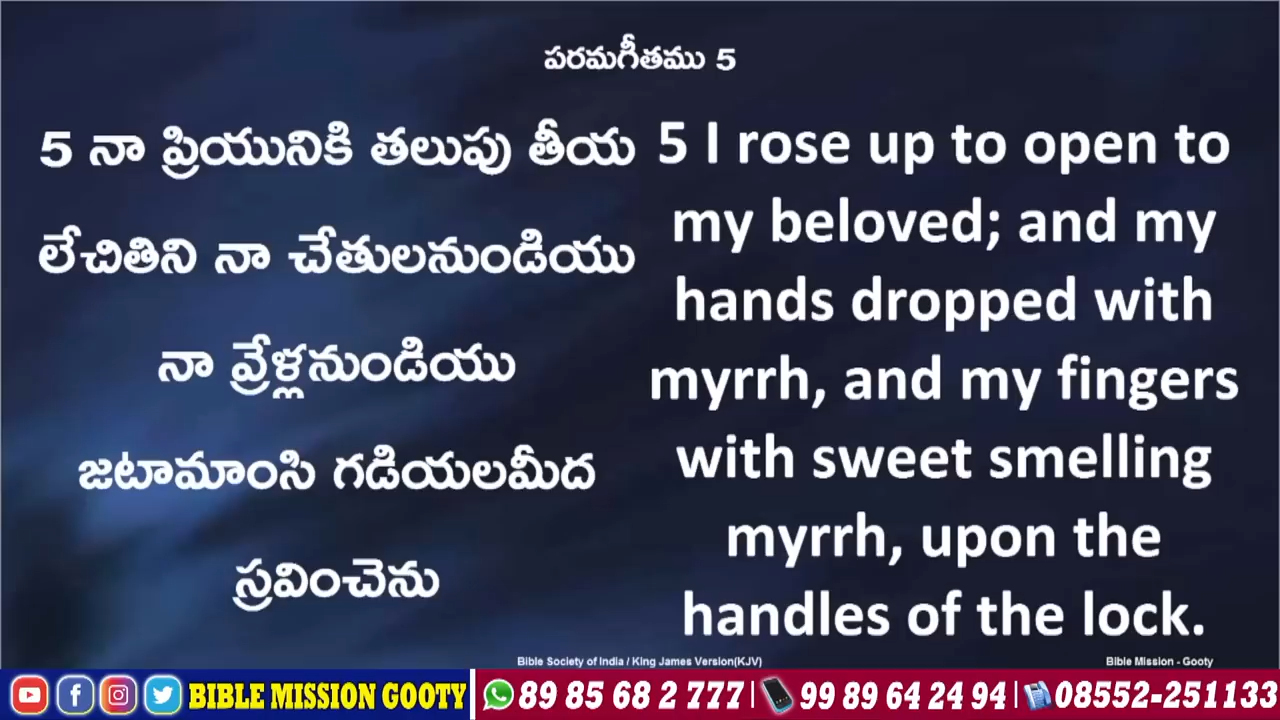 పరమగీతము 5
5 నా ప్రియునికి తలుపు తీయ
లేచితిని నా చేతులనుండియు
నా వ్రేళ్లనుండియు
జటామాంసి గడియలమీద
స్రవించెను
5 I rose up to open to
my beloved; and my
hands dropped with
myrrh, and my fingers
with sweet smelling
myrrh, upon the
handles of the lock.
Bible Society of India / King James Version(KJV)
Bible Mission - Gooty
BIBLE MISSION GOOTY 89 85 68 2 777 | 99 89 64 24 94 | 08552-251133